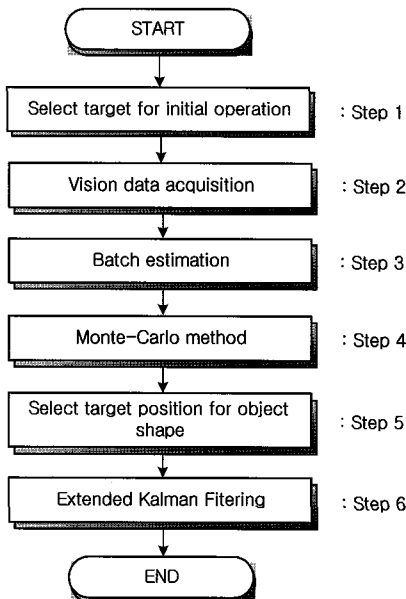 START
Select target for initial operation : Step 1
Vision data acquisition : Step 2
Batch estimation : Step 3
Monte-Carlo method : Step 4
Select target position for object
shape : Step 5
Extended Kalman Fitering : Step 6
END